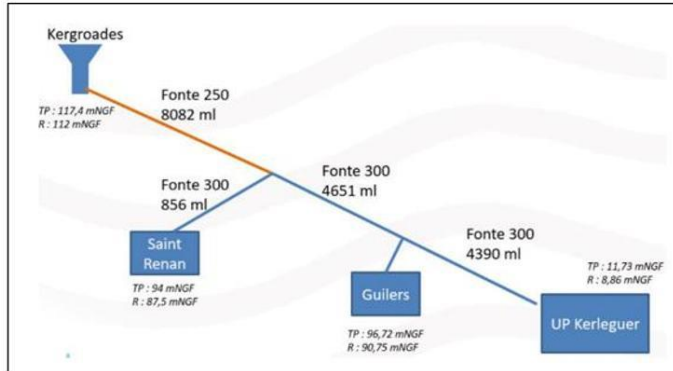 Kergroades
TP : 117,4 mNGF
R : 112 mNGF
Fonte 250
8082 ml
Fonte 300
856 ml
Fonte 300
4651 ml
Saint
Renan
TP : 94 mNGF
R : 87,5 mNGF
Fonte 300
4390 ml
Guilers
TP : 96,72 mNGF
R : 90,75 mNGF
TP : 11,73 mNGF
R : 8,86 mNGF
UP Kerleguer